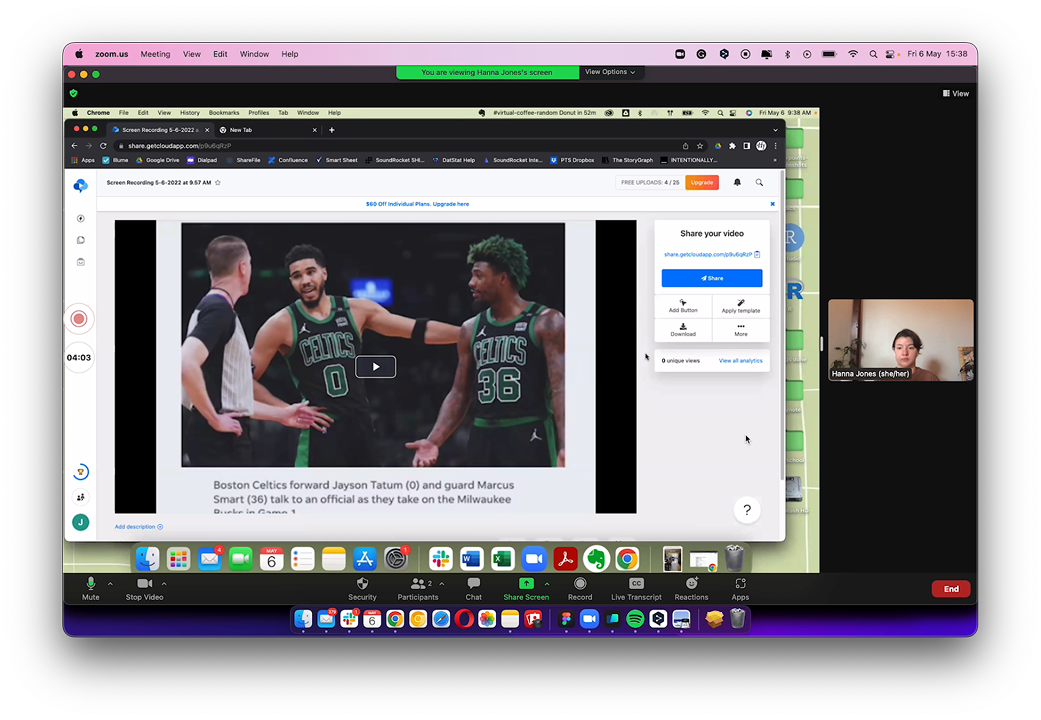 zoom.us Meeting View Edit Window Help Fri 6 May 15:38
You are viewing Hanna Jones's screen View Options
View
Chrome File Edit View History Bookmarks Profiles Tab Window Help #virtual-coffee-random Donut in 52m Fri May 6 9:38 AM
Screen Recording 5-6-2022 a New Tab
share.getcloudapp.com/p9u6qRzP
Apps Illume Google Drive Dialpad ShareFile Confluence Smart Sheet SoundRocket SHI... DatStat Help SoundRocket Inte... PTS Dropbox The StoryGraph INTENTIONALLY...
Screen Recording 5-6-2022 at 9.57 AM FREE UPLOADS: 4 / 25 Upgrade
$60 Off Individual Plans. Upgrade here
Share your video
share.getcloudapp.com/p9u6qRzP
Share
Add Button Apply template
Download More
0 unique views View all analytics
CELTICS 0
CELTICS 36
04:03
Hanna Jones (she/her)
Boston Celtics forward Jayson Tatum (0) and guard Marcus
Smart (36) talk to an official as they take on the Milwaukee
Bucks in Game 1
?
J
Add description
4 MAY 6 1
Mute Stop Video Security Participants 2 Chat Share Screen Record CC Live Transcript Reactions Apps End